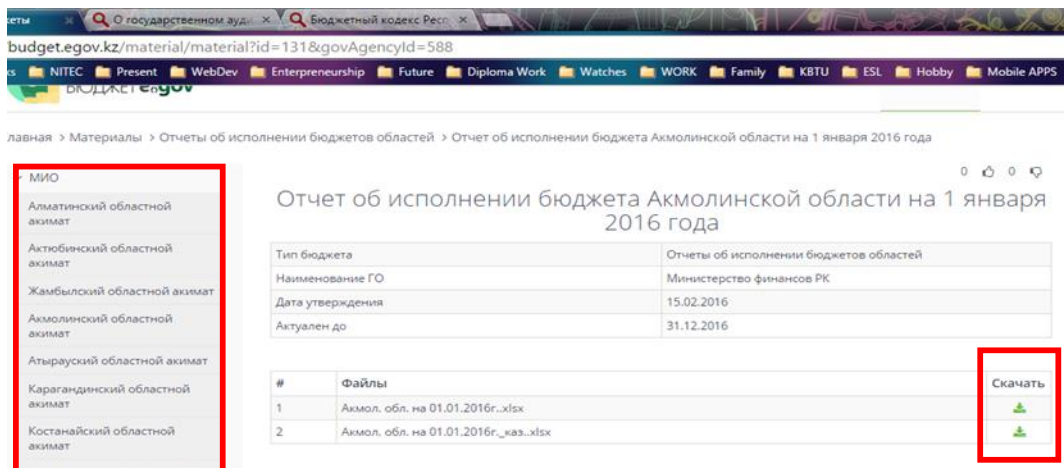 кеты
О государственном ауди
Бюджетный кодекс Респ
budget.egov.kz/material/material?id=131&govAgencyId=588
ks NITEC Present WebDev Enterpreneurship Future Diploma Work Watches WORK Family KBTU ESL Hobby Mobile APPS
БЮДЖЕТ egov
лавная > Материалы > Отчеты об исполнении бюджетов областей > Отчет об исполнении бюджета Акмолинской области на 1 января 2016 года
МИО
Алматинский областной
акимат
Актюбинский областной
акимат
Жамбылский областной акимат
Акмолинский областной
акимат
Атырауский областной акимат
Карагандинский областной
акимат
Костанайский областной
акимат
0 0
Отчет об исполнении бюджета Акмолинской области на 1 января
2016 года
Тип бюджета Отчеты об исполнении бюджетов областей
Наименование ГО Министерство финансов РК
Дата утверждения 15.02.2016
Актуален до 31.12.2016
# Файлы Скачать
1 Акмол. обл. на 01.01.2016г..xlsx
2 Акмол. обл. на 01.01.2016г._каз..xlsx